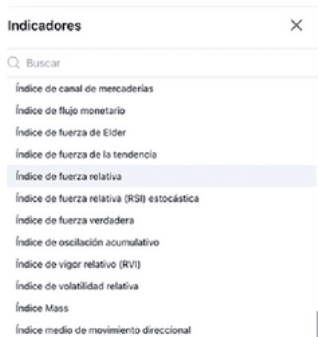 Indicadores
Buscar
Índice de canal de mercaderías
Índice de flujo monetario
Índice de fuerza de Elder
Índice de fuerza de la tendencia
Índice de fuerza relativa
Índice de fuerza relativa (RSI) estocástica
Índice de fuerza verdadera
Índice de oscilación acumulativo
Índice de vigor relativo (RVI)
Índice de volatilidad relativa
Índice Mass
Índice medio de movimiento direccional